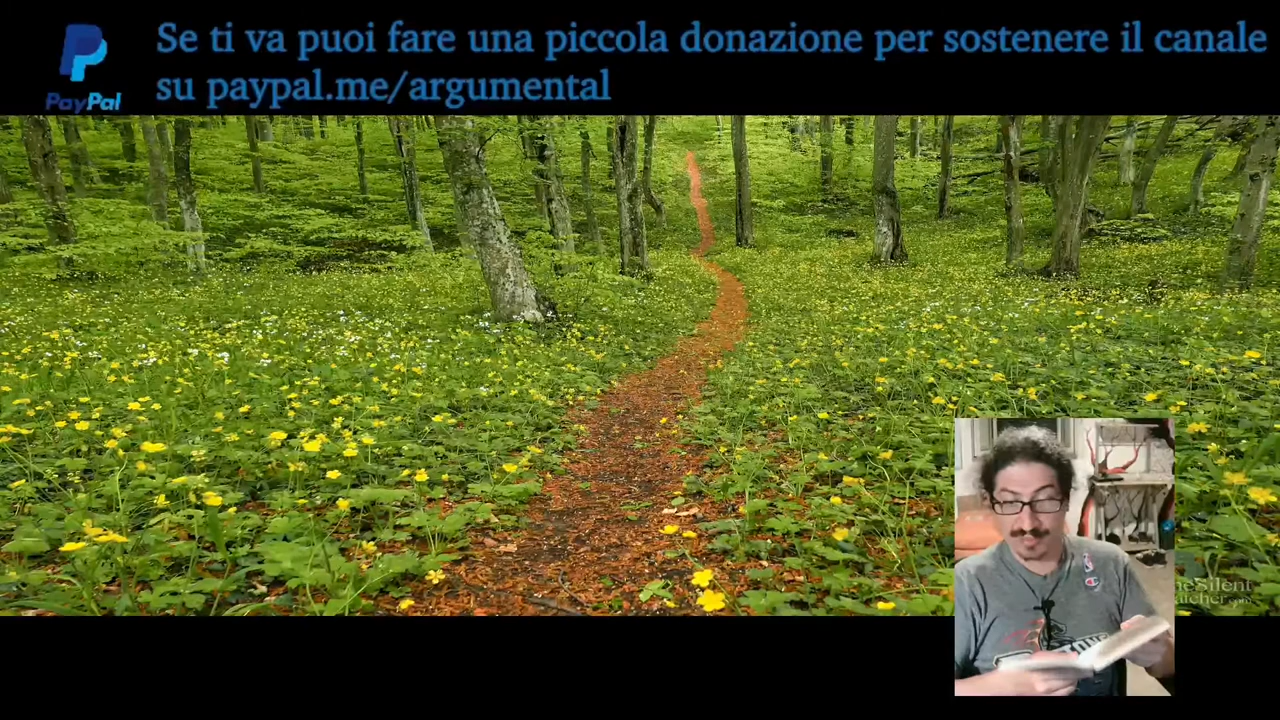 Se ti va puoi fare una piccola donazione per sostenere il canale
su paypal.me/argumental
PayPal